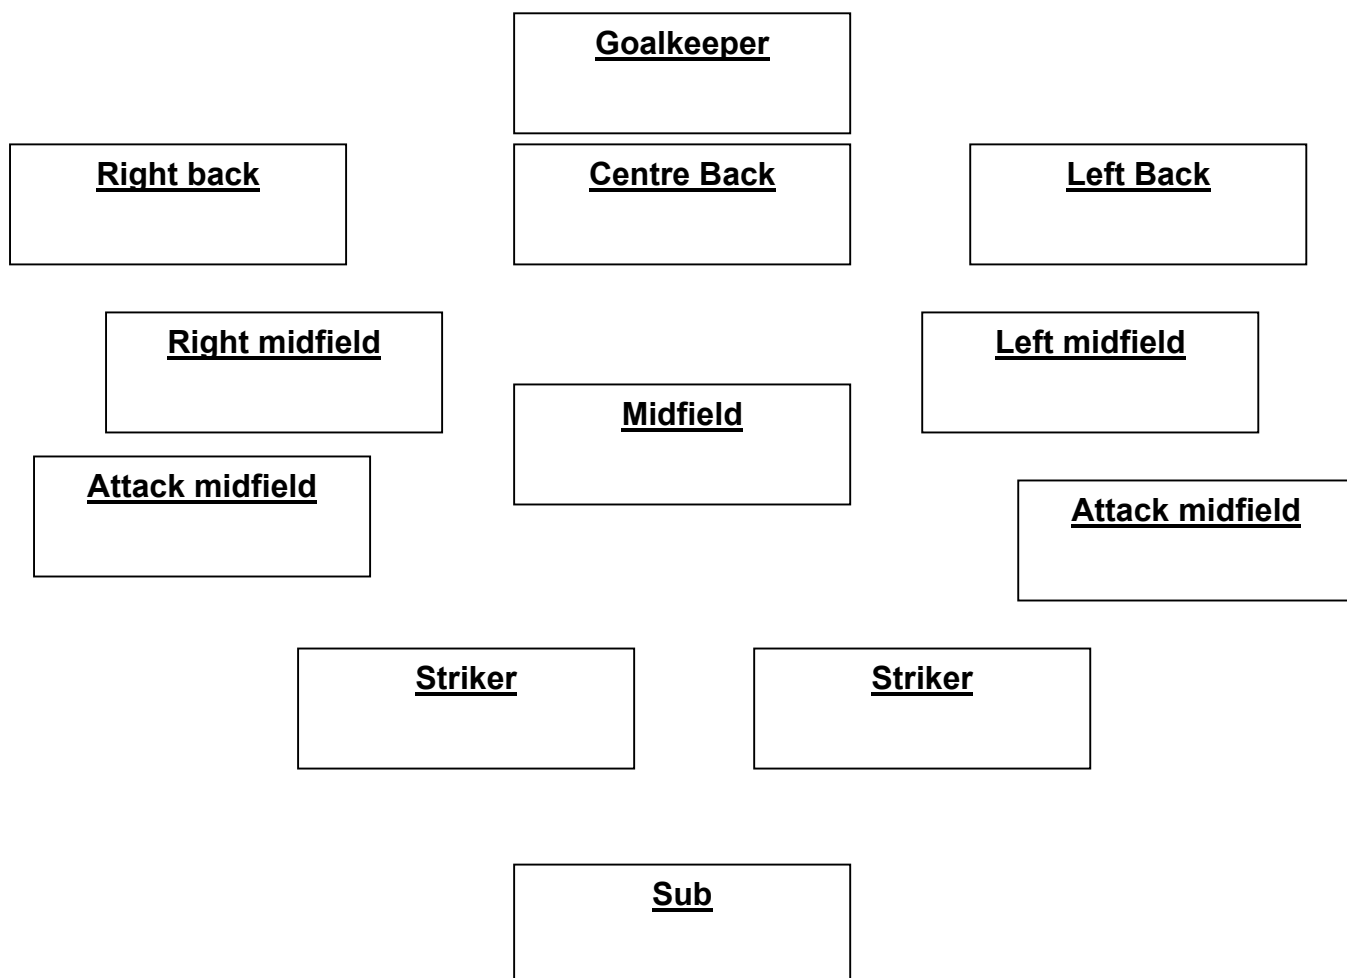 Goalkeeper
Right back
Centre Back
Left Back
Right midfield
Left midfield
Midfield
Attack midfield
Attack midfield
Striker
Striker
Sub